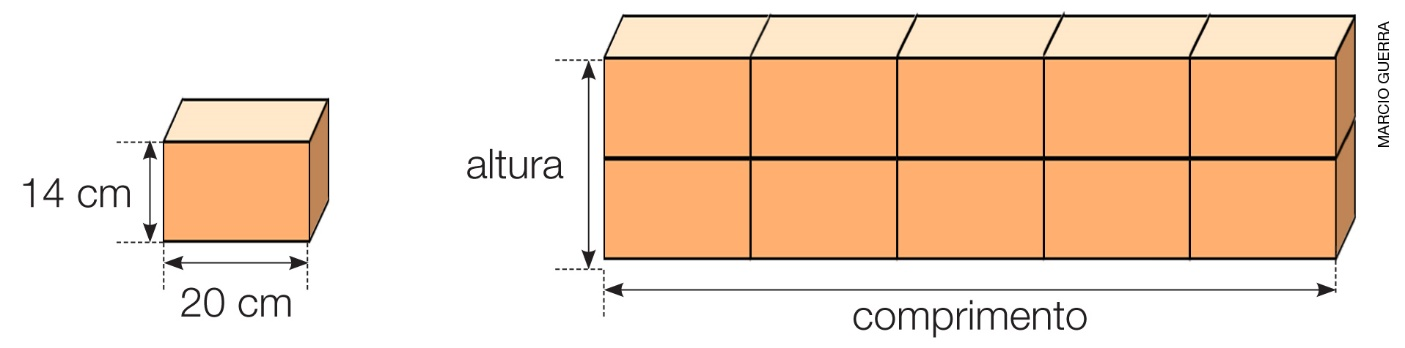 14 cm
20 cm
altura
comprimento
MARCIO GUERRA